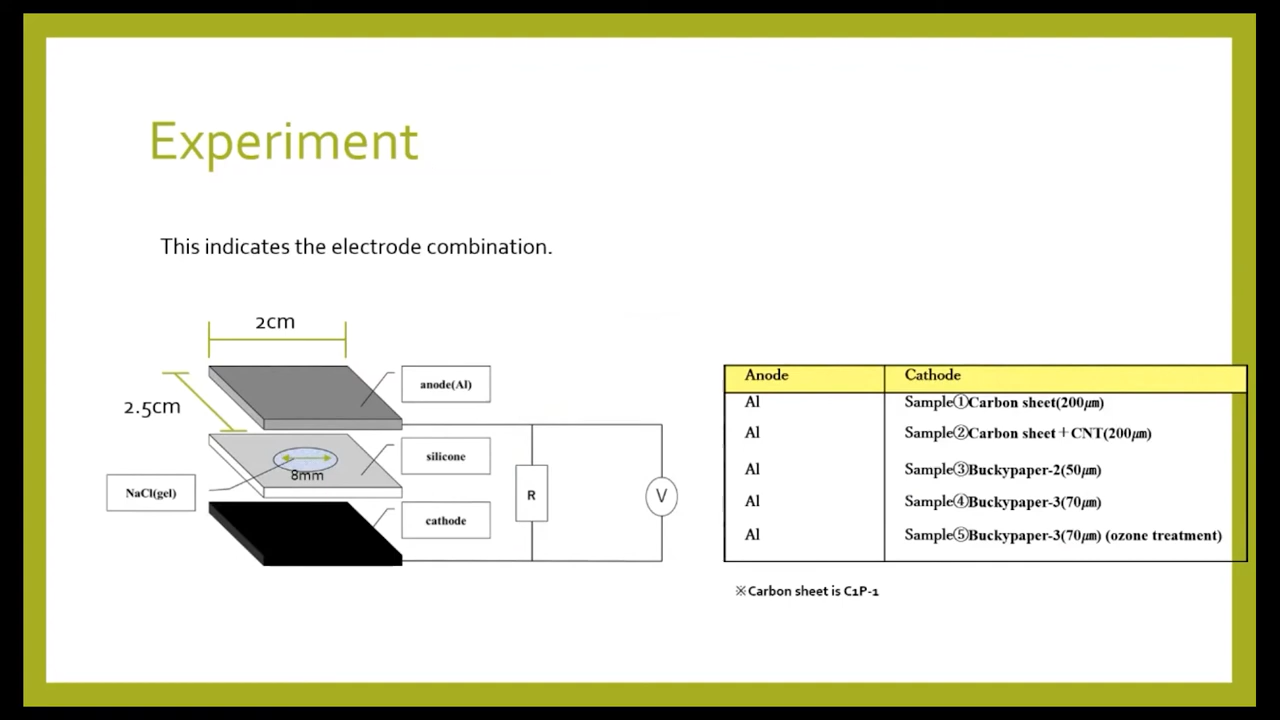 Experiment
This indicates the electrode combination.
2cm
2.5cm
anode(Al)
silicone
8mm
NaCl(gel)
cathode
R
V
Anode Cathode
Al Sample①Carbon sheet(200㎛)
Al Sample②Carbon sheet＋CNT(200㎛)
Al Sample③Buckypaper-2(50㎛)
Al Sample④Buckypaper-3(70㎛)
Al Sample⑤Buckypaper-3(70㎛) (ozone treatment)
※Carbon sheet is C1P-1